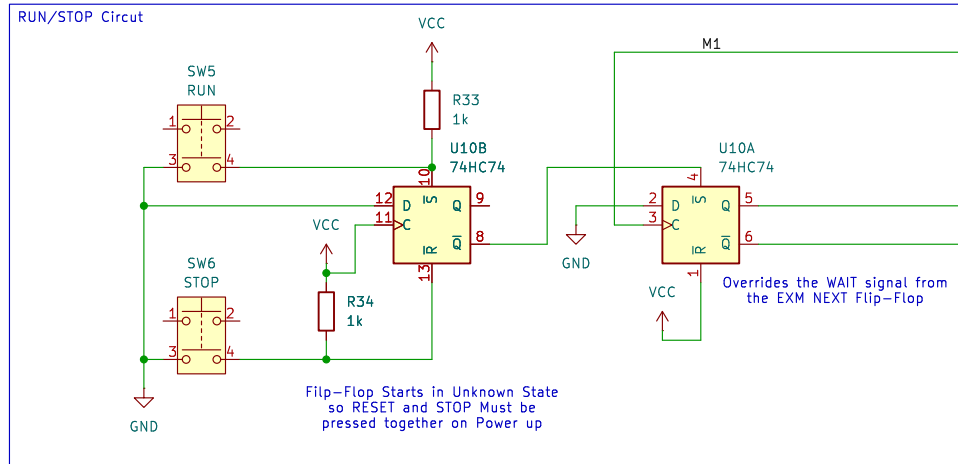 RUN/STOP Circut
VCC
M1
SW5
RUN
1
2
3
4
R33
1k
U10B
74HC74
10
S
12
D
Q
9
11
C
Q
8
R
13
U10A
74HC74
4
S
2
D
Q
5
3
C
Q
6
R
1
GND
VCC
R34
1k
SW6
STOP
1
2
3
4
GND
VCC
Overrides the WAIT signal from
the EXM NEXT Flip-Flop
Filp-Flop Starts in Unknown State
so RESET and STOP Must be
pressed together on Power up